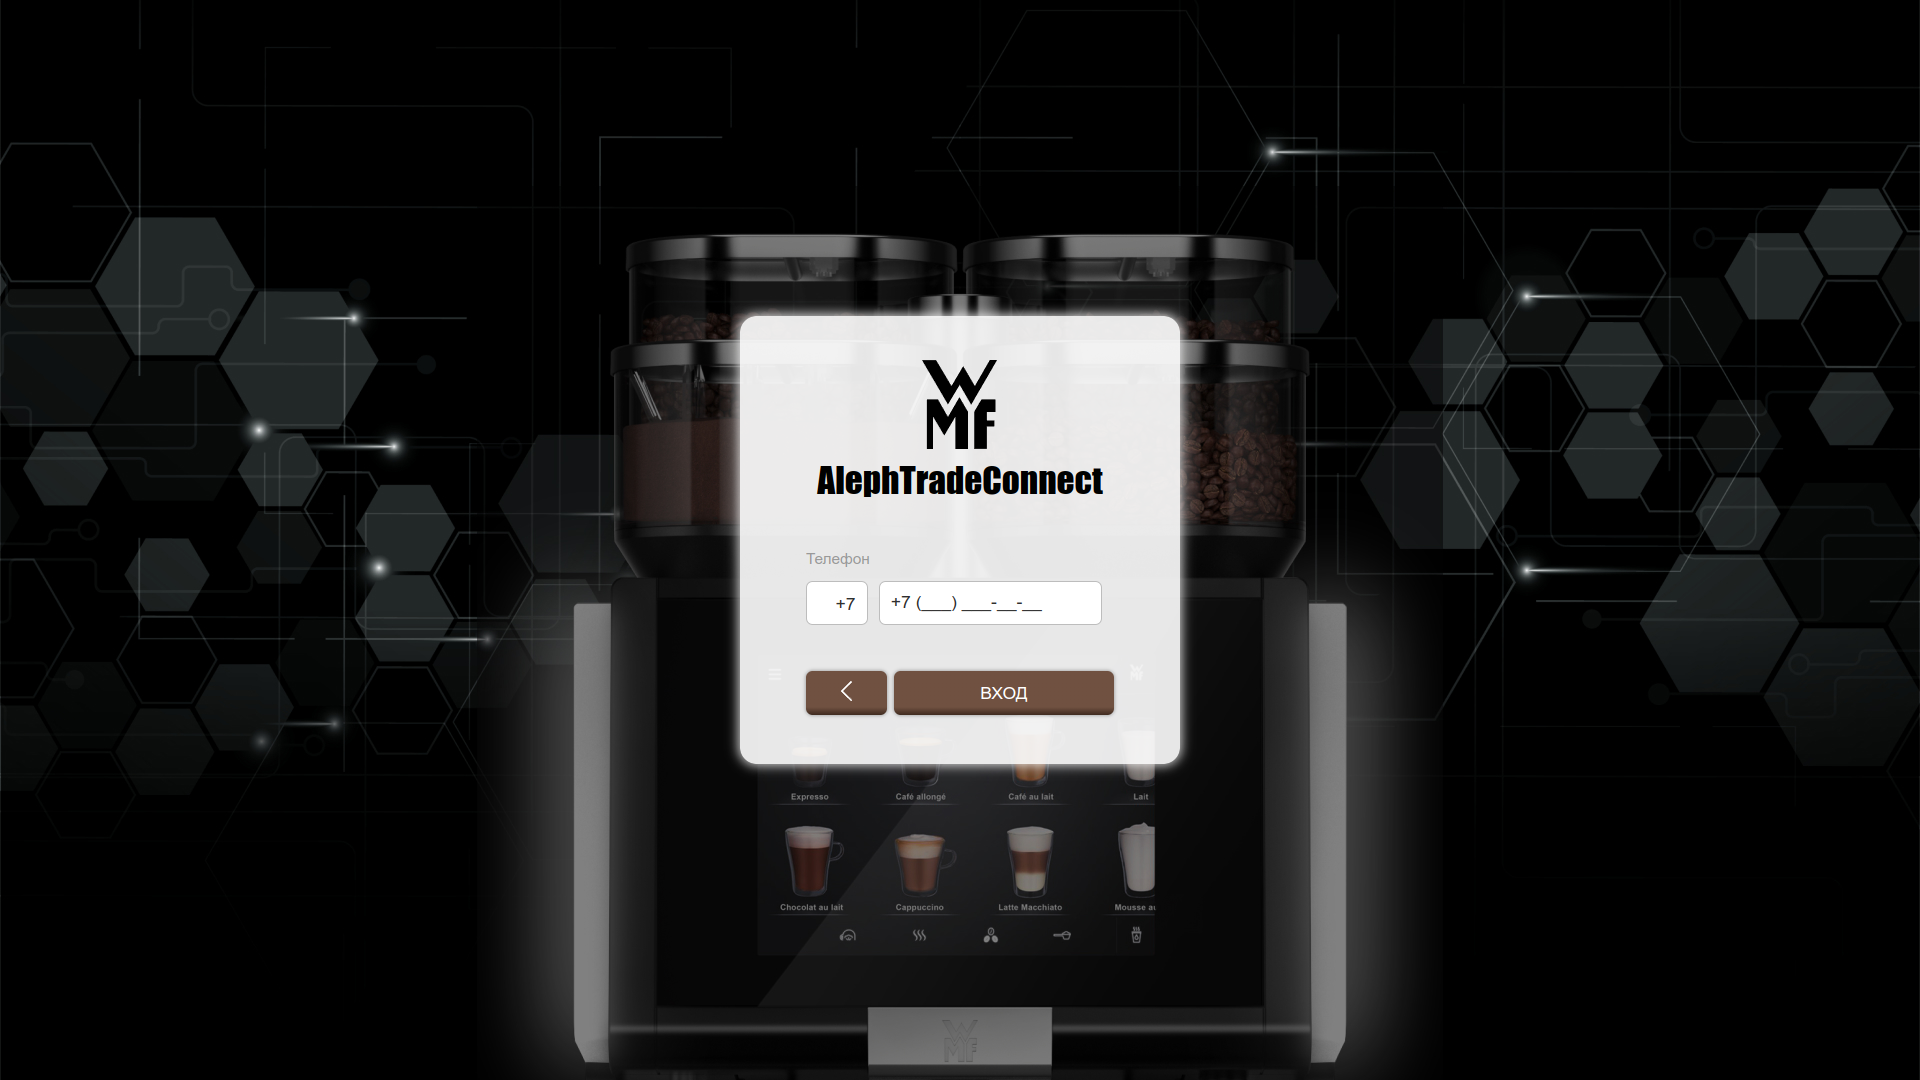 WMF
AlephTradeConnect
Телефон
+7
+7 (___) ___-__-__
ВХОД
Expresso
Café allongé
Café au lait
Lait
Chocolat au lait
Cappuccino
Latte Macchiato
Mousse au
WMF